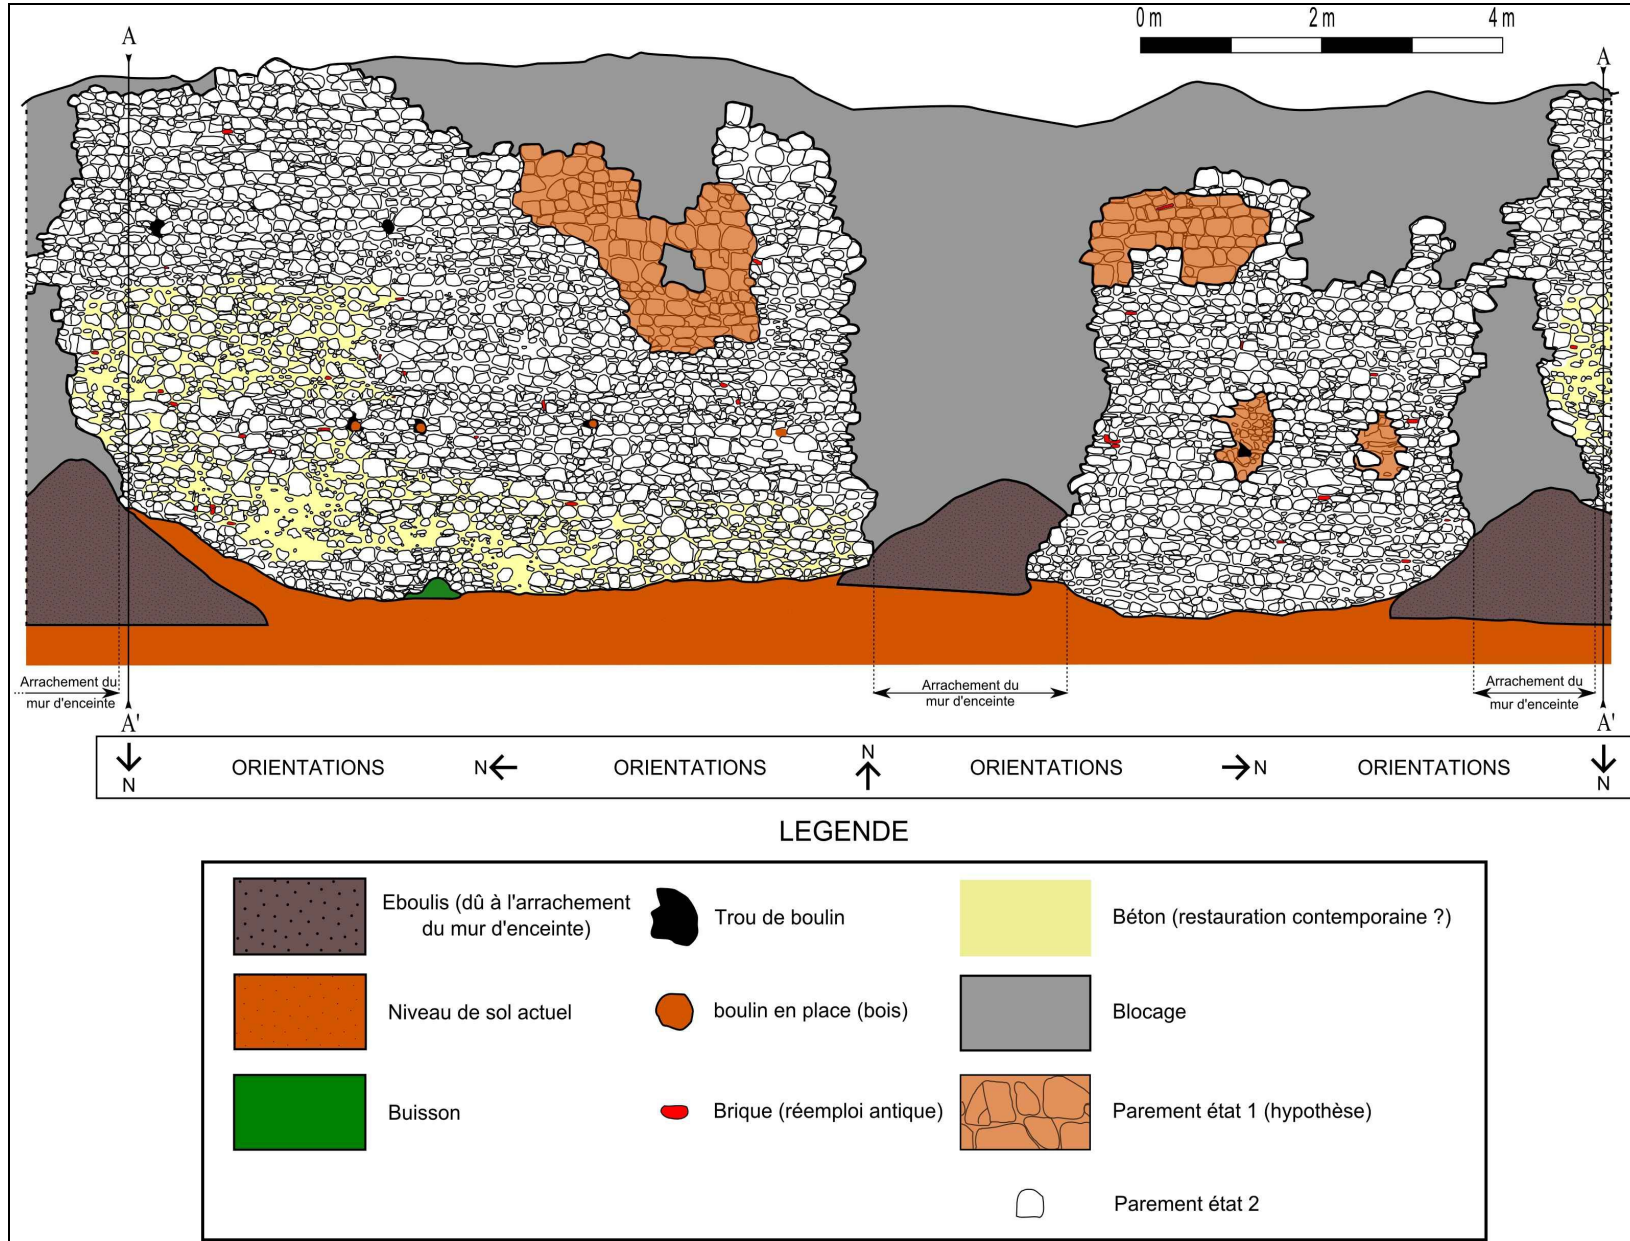 0 m 2 m 4 m
A A
Arrachement du
mur d'enceinte
Arrachement du
mur d'enceinte
Arrachement du
mur d'enceinte
A' A'
N ORIENTATIONS N ORIENTATIONS N ORIENTATIONS N ORIENTATIONS N
LEGENDE
Eboulis (dû à l'arrachement
du mur d'enceinte)
Niveau de sol actuel
Buisson
Trou de boulin
boulin en place (bois)
Brique (réemploi antique)
Béton (restauration contemporaine ?)
Blocage
Parement état 1 (hypothèse)
Parement état 2